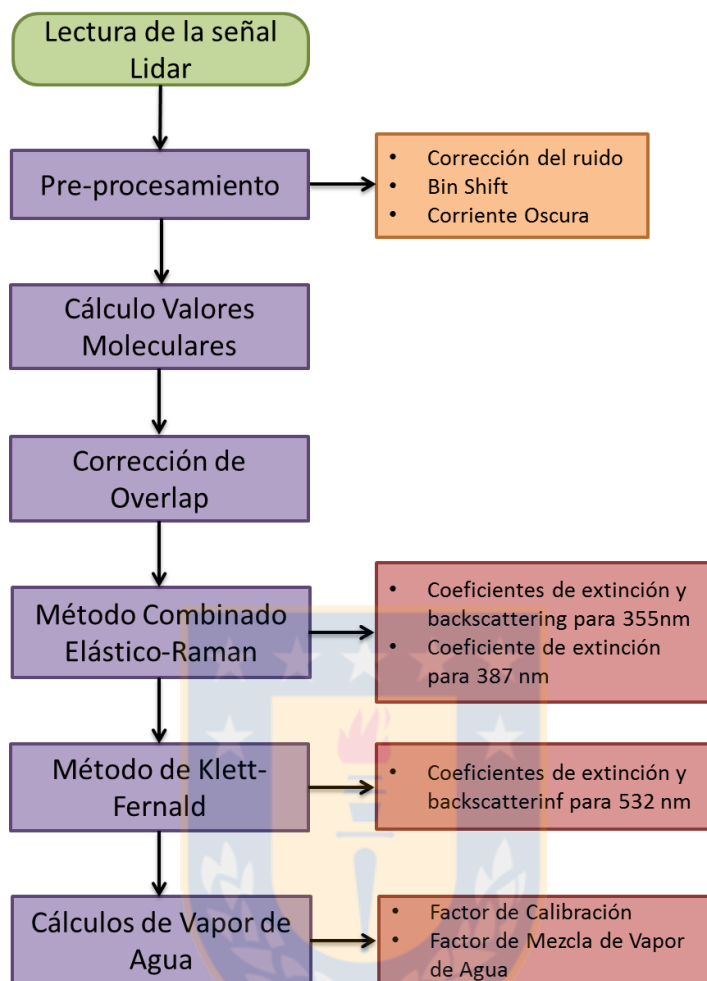 Lectura de la señal
Lidar
Pre-procesamiento
• Corrección del ruido
• Bin Shift
• Corriente Oscura
Cálculo Valores
Moleculares
Corrección de
Overlap
Método Combinado
Elástico-Raman
• Coeficientes de extinción y
backscattering para 355nm
• Coeficiente de extinción
para 387 nm
Método de Klett-
Fernald
• Coeficientes de extinción y
backscatterinf para 532 nm
Cálculos de Vapor de
Agua
• Factor de Calibración
• Factor de Mezcla de Vapor
de Agua